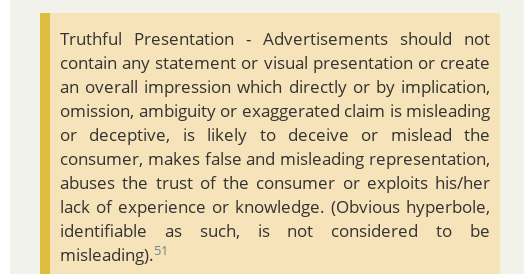 Truthful Presentation - Advertisements should not
contain any statement or visual presentation or create
an overall impression which directly or by implication,
omission, ambiguity or exaggerated claim is misleading
or deceptive, is likely to deceive or mislead the
consumer, makes false and misleading representation,
abuses the trust of the consumer or exploits his/her
lack of experience or knowledge. (Obvious hyperbole,
identifiable as such, is not considered to be
misleading).51